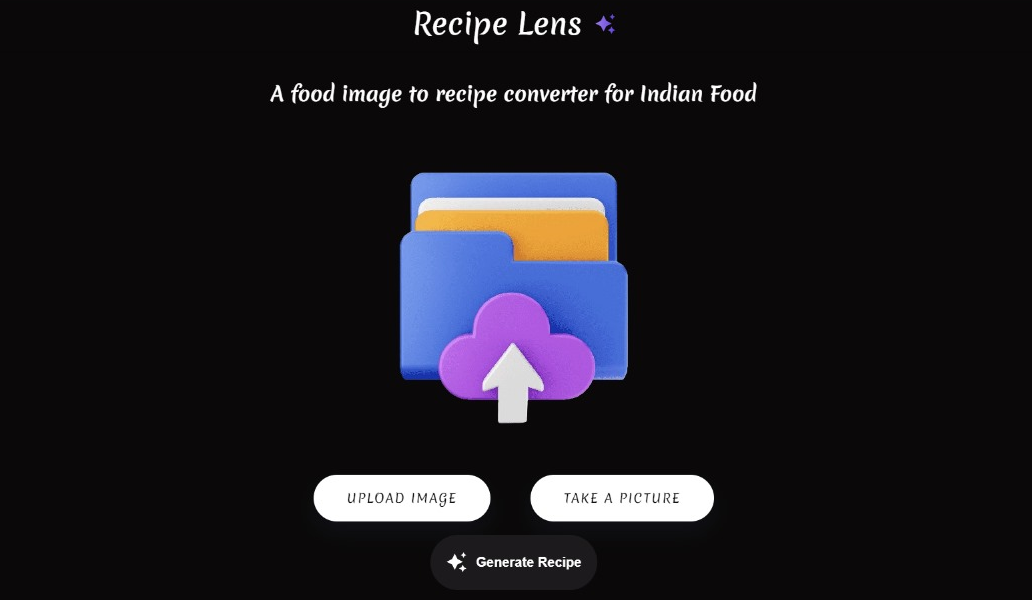 Recipe Lens
A food image to recipe converter for Indian Food
UPLOAD IMAGE
TAKE A PICTURE
Generate Recipe